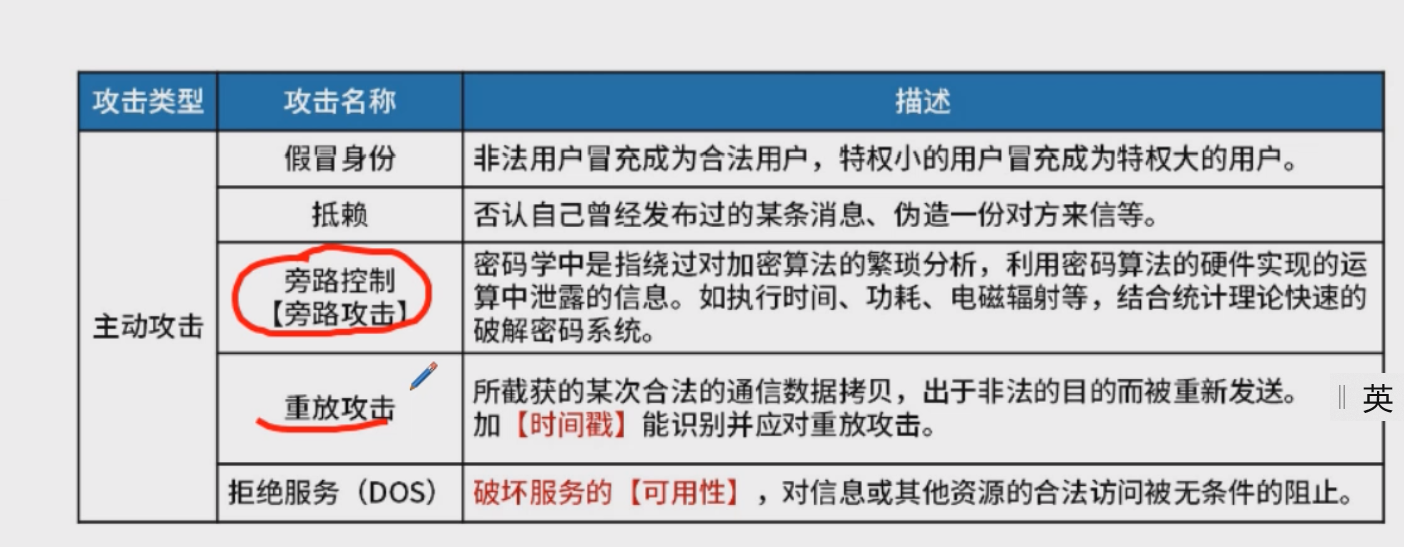 攻击类型 攻击名称 描述
假冒身份 非法用户冒充成为合法用户，特权小的用户冒充成为特权大的用户。
抵赖 否认自己曾经发布过的某条消息、伪造一份对方来信等。
主动攻击
旁路控制
【旁路攻击】
密码学中是指绕过对加密算法的繁琐分析，利用密码算法的硬件实现的运
算中泄露的信息。如执行时间、功耗、电磁辐射等，结合统计理论快速的
破解密码系统。
重放攻击
所截获的某次合法的通信数据拷贝，出于非法的目的而被重新发送。
加【时间戳】能识别并应对重放攻击。
英
拒绝服务（DOS） 破坏服务的【可用性】，对信息或其他资源的合法访问被无条件的阻止。